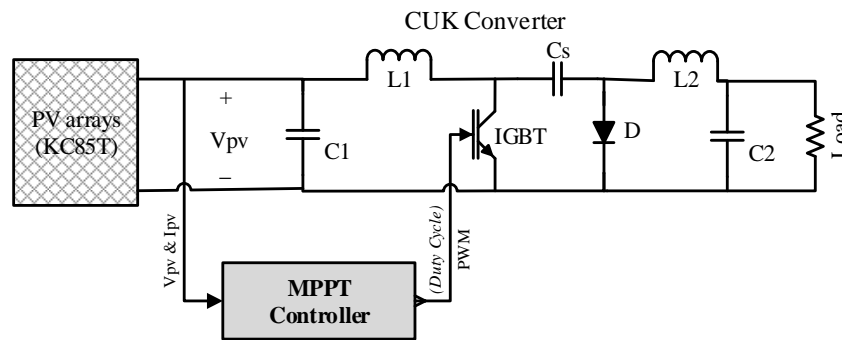 CUK Converter
Cs
L1
L2
PV arrays
(KC85T)
+
Vpv
−
C1
IGBT
D
C2
Load
Vpv & Ipv
(Duty Cycle)
PWM
MPPT
Controller